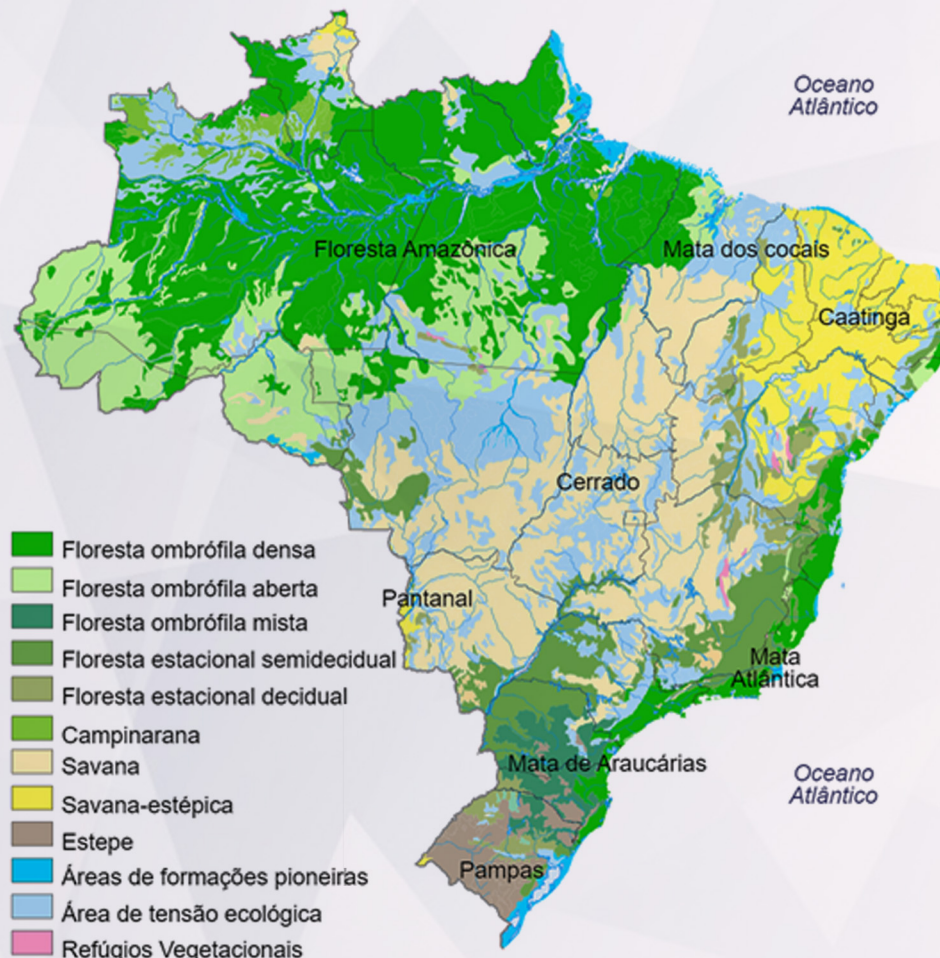 Oceano
Atlântico
Floresta Amazônica
Mata dos cocais
Caatinga
Cerrado
Pantanal
Mata
Atlântica
Mata de Araucárias
Oceano
Atlântico
Pampas
Floresta ombrófila densa
Floresta ombrófila aberta
Floresta ombrófila mista
Floresta estacional semidecidual
Floresta estacional decidual
Campinarana
Savana
Savana-estépica
Estepe
Áreas de formações pioneiras
Área de tensão ecológica
Refúgios Vegetacionais